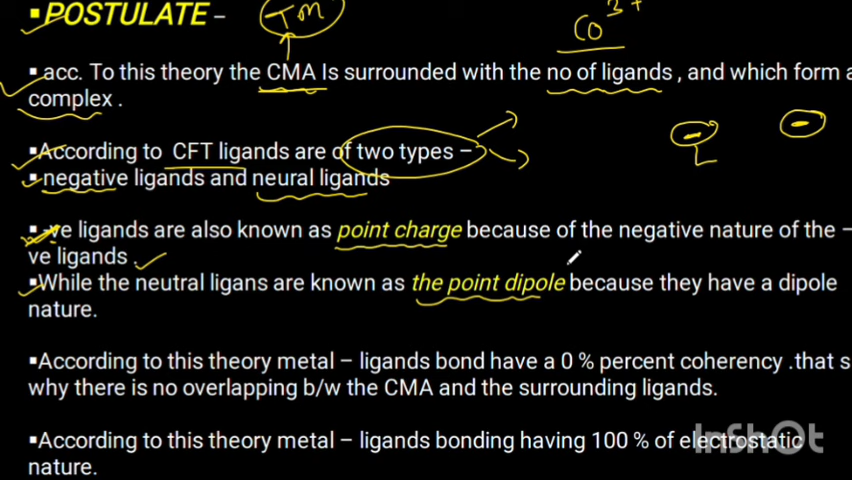 ▪POSTULATE –
TM
Co³⁺
▪ acc. To this theory the CMA Is surrounded with the no of ligands , and which form a
complex .
▪According to CFT ligands are of two types –
▪ negative ligands and neural ligands
L
▪ –ve ligands are also known as point charge because of the negative nature of the –
ve ligands .
▪While the neutral ligans are known as the point dipole because they have a dipole
nature.
▪According to this theory metal – ligands bond have a 0 % percent coherency .that s
why there is no overlapping b/w the CMA and the surrounding ligands.
▪According to this theory metal – ligands bonding having 100 % of electrostatic
nature.
InShOt